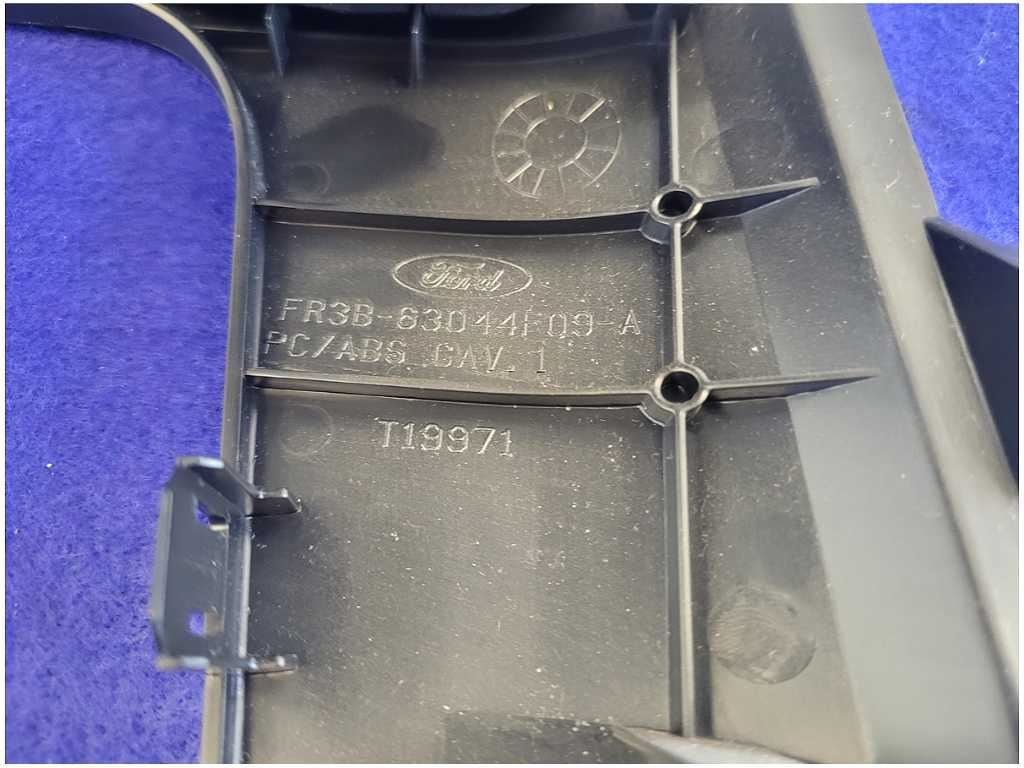 Ford
FR3B-63044F09-A
PC/ABS CAV.1
T19971